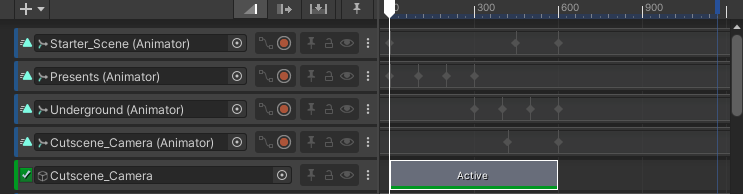 0 300 600 900
Starter_Scene (Animator)
Presents (Animator)
Underground (Animator)
Cutscene_Camera (Animator)
Cutscene_Camera Active